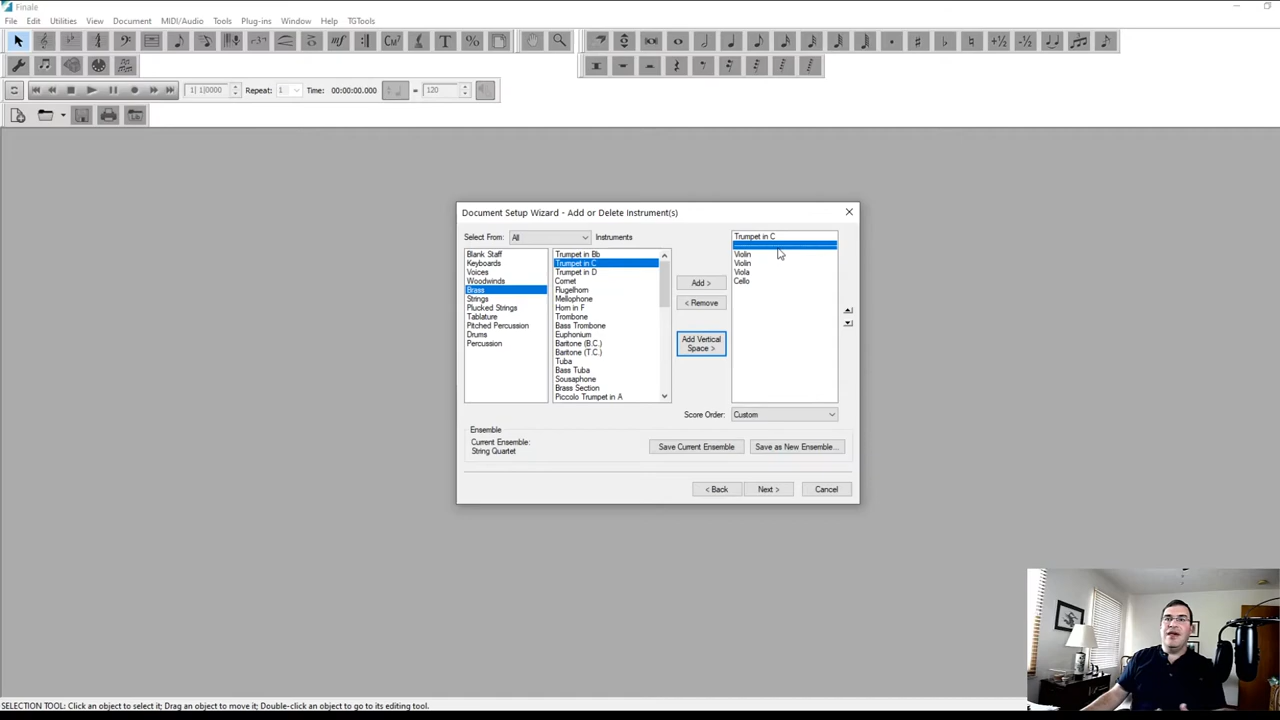 Finale
File Edit Utilities View Document MIDI/Audio Tools Plug-ins Window Help TGTools
1| 1|0000 Repeat: 1 Time: 00:00:00.000 = 120
Document Setup Wizard - Add or Delete Instrument(s)
Select From: All Instruments
Blank Staff
Keyboards
Voices
Woodwinds
Brass
Strings
Plucked Strings
Tablature
Pitched Percussion
Drums
Percussion
Trumpet in Bb
Trumpet in C
Trumpet in D
Cornet
Flugelhorn
Mellophone
Horn in F
Trombone
Bass Trombone
Euphonium
Baritone (B.C.)
Baritone (T.C.)
Tuba
Bass Tuba
Sousaphone
Brass Section
Piccolo Trumpet in A
Add >
< Remove
Add Vertical
Space >
Trumpet in C
Violin
Violin
Viola
Cello
Score Order: Custom
Ensemble
Current Ensemble:
String Quartet
Save Current Ensemble
Save as New Ensemble...
< Back
Next >
Cancel
SELECTION TOOL: Click an object to select it; Drag an object to move it; Double-click an object to go to its editing tool.